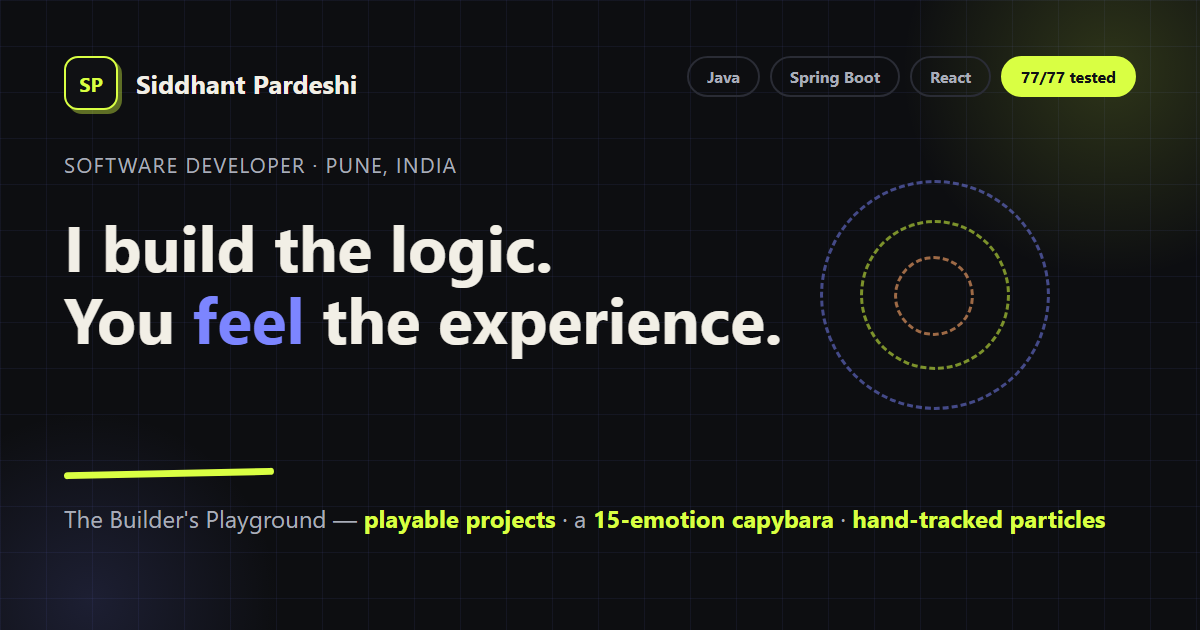 SP
Siddhant Pardeshi
Java
Spring Boot
React
77/77 tested
SOFTWARE DEVELOPER · PUNE, INDIA
I build the logic.
You feel the experience.
The Builder's Playground — playable projects · a 15-emotion capybara · hand-tracked particles